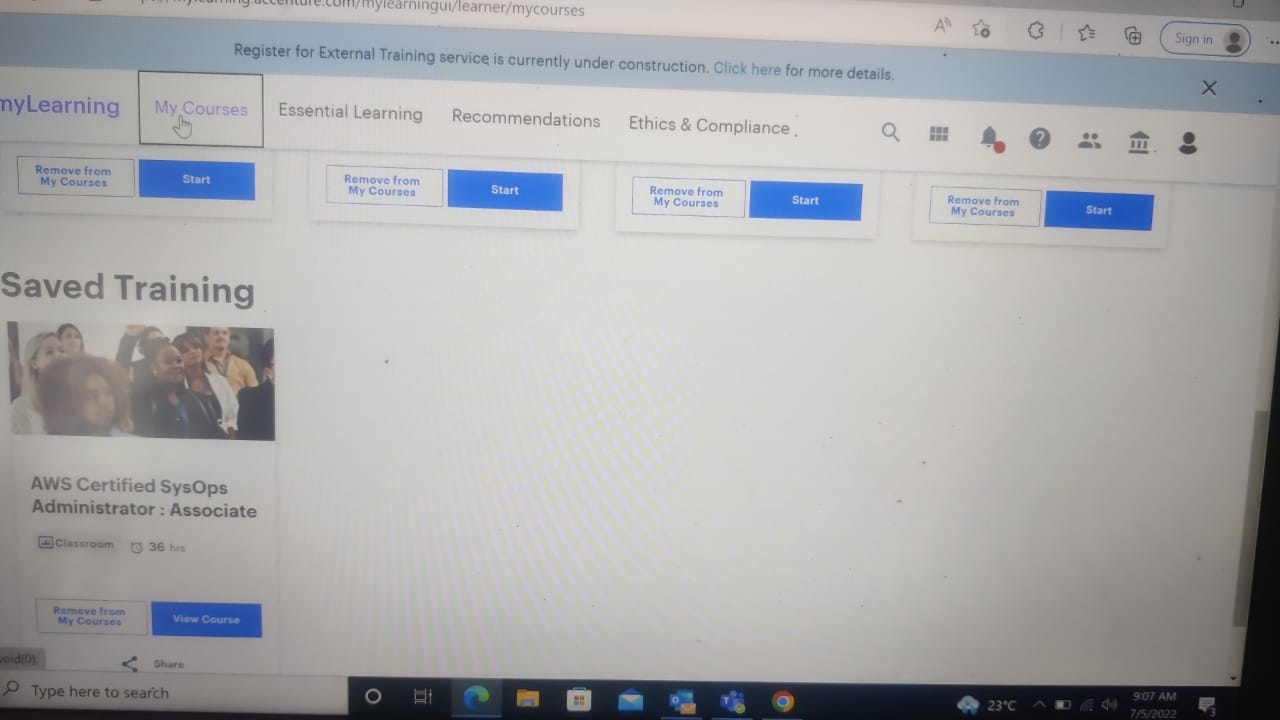 mylearning.accenture.com/mylearningui/learner/mycourses
Sign in
Register for External Training service is currently under construction. Click here for more details.
myLearning
My Courses
Essential Learning
Recommendations
Ethics & Compliance
Remove from
My Courses
Start
Remove from
My Courses
Start
Remove from
My Courses
Start
Remove from
My Courses
Start
Saved Training
AWS Certified SysOps
Administrator : Associate
Classroom
36 hrs
Remove from
My Courses
View Course
void(0);
Share
Type here to search
23°C
9:07 AM
7/5/2022
3